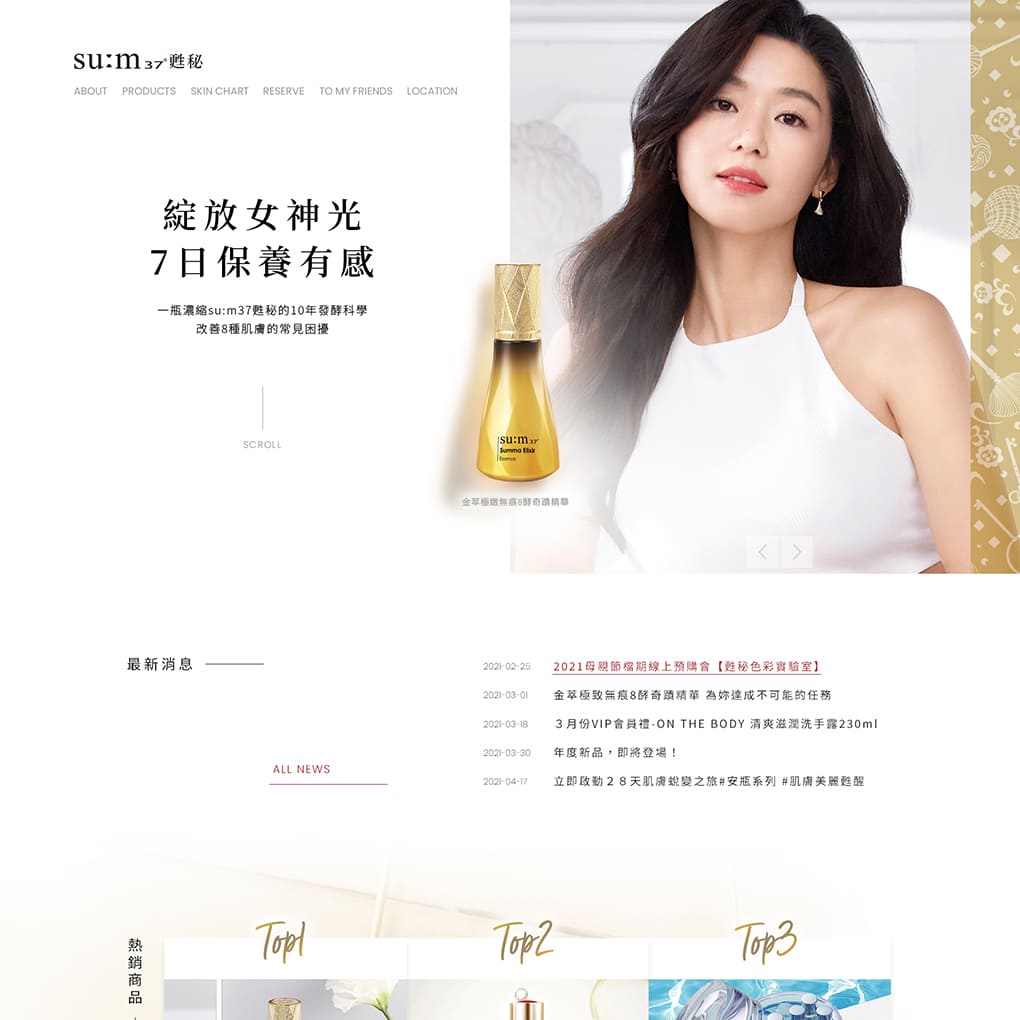 su:m37°甦秘
ABOUT PRODUCTS SKIN CHART RESERVE TO MY FRIENDS LOCATION
綻放女神光
7日保養有感
一瓶濃縮su:m37甦秘的10年發酵科學
改善8種肌膚的常見困擾
SCROLL
su:m37°
Summa Elixir
Essence
金萃極緻無痕8酵奇蹟精華
最新消息
2021-02-25 2021母親節檔期線上預購會【甦秘色彩實驗室】
2021-03-01 金萃極致無痕8酵奇蹟精華 為妳達成不可能的任務
2021-03-18 3月份VIP會員禮-ON THE BODY 清爽滋潤洗手露230ml
2021-03-30 年度新品，即將登場！
2021-04-17 立即啟動２８天肌膚蛻變之旅#安瓶系列 #肌膚美麗甦醒
ALL NEWS
熱銷商品
Top1 Top2 Top3